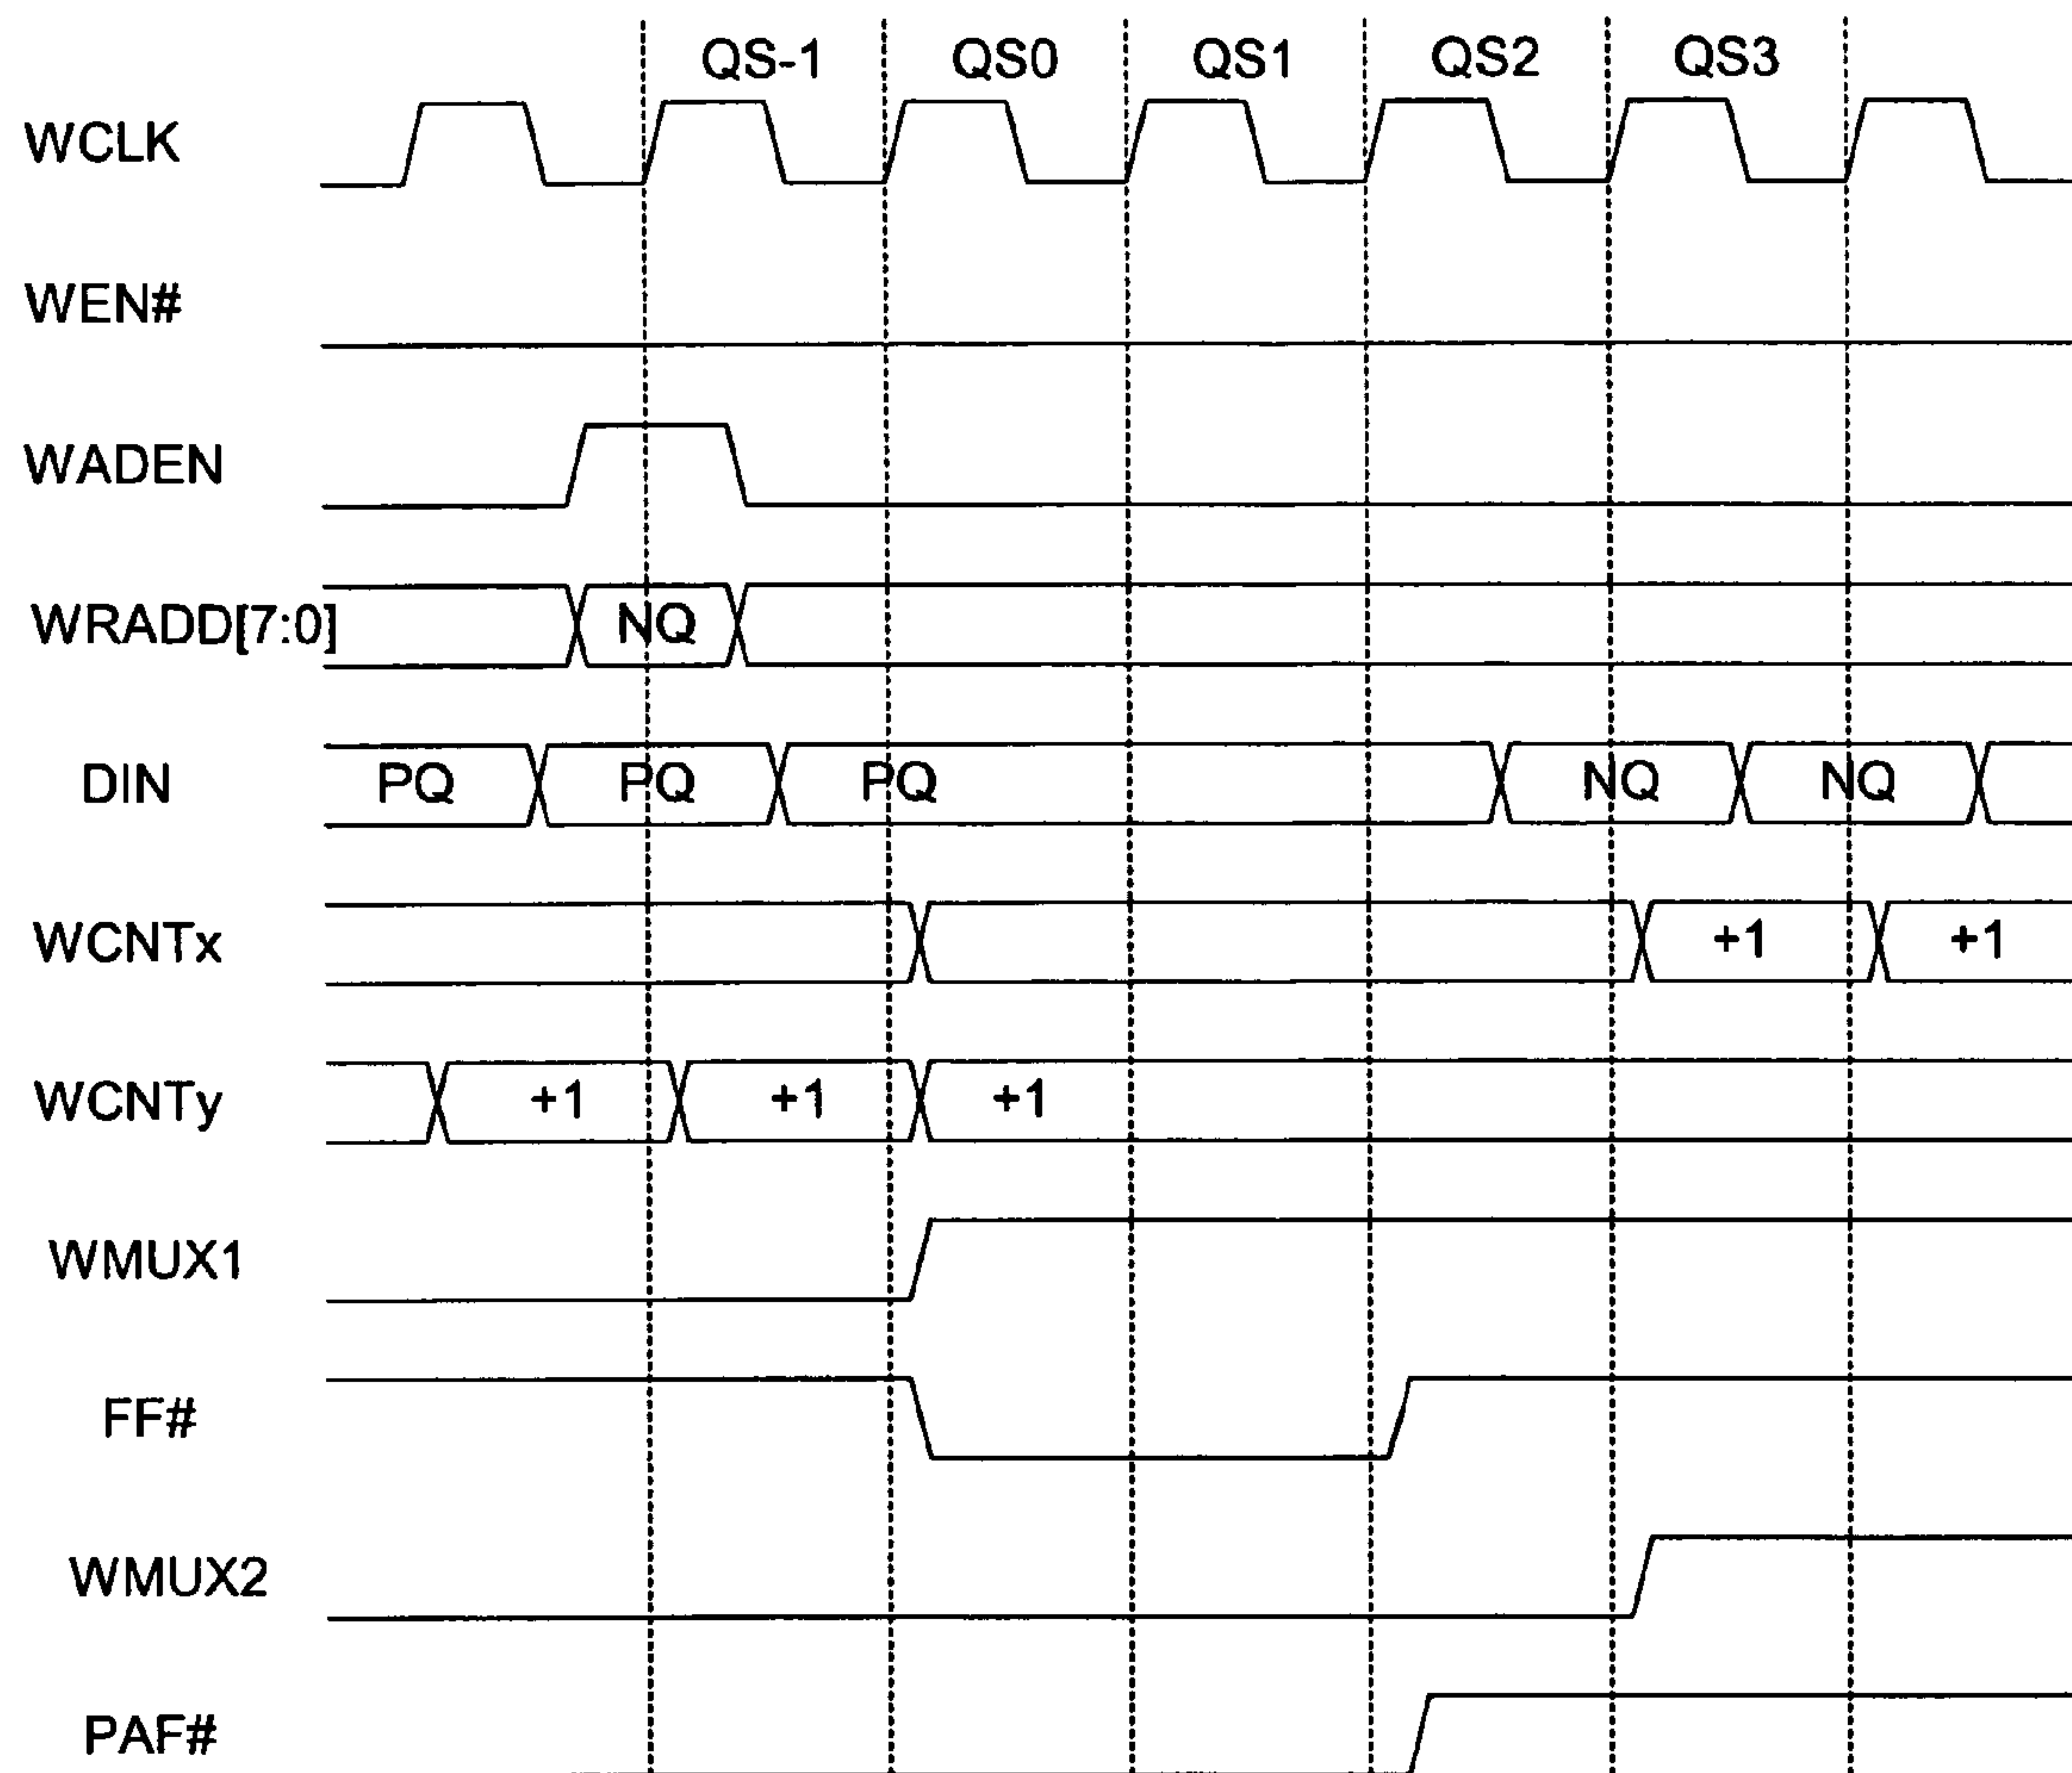 QS-1 QS0 QS1 QS2 QS3
WCLK
WEN#
WADEN
WRADD[7:0] NQ
DIN PQ PQ PQ NQ NQ
WCNTx +1 +1
WCNTy +1 +1 +1
WMUX1
FF#
WMUX2
PAF#